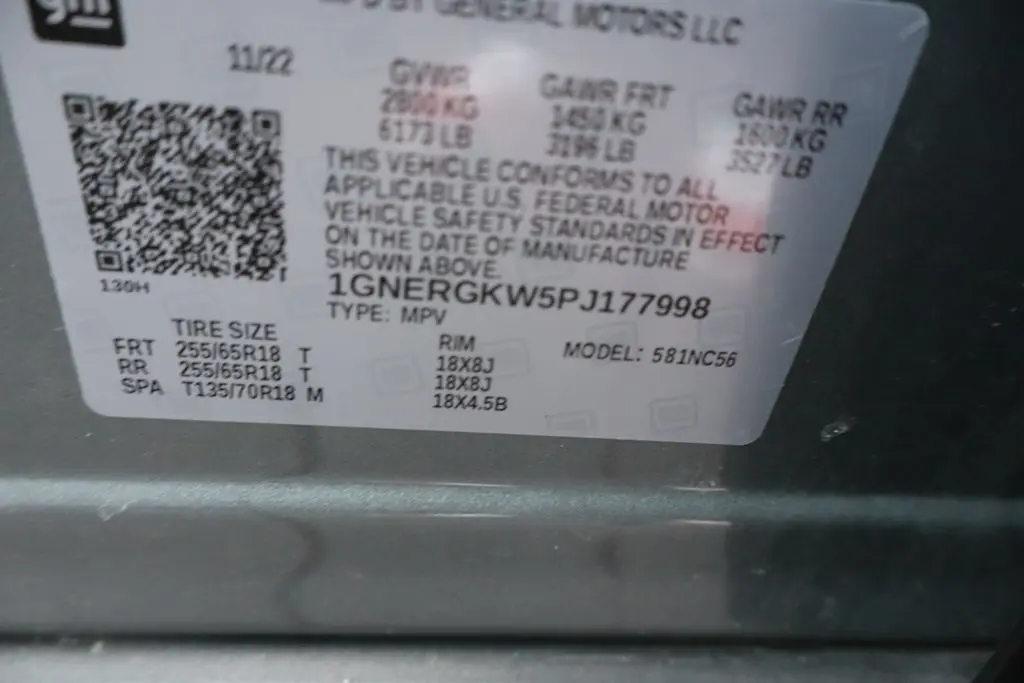 gm
BY GENERAL MOTORS LLC
11/22
GVWR GAWR FRT GAWR RR
2800 KG 1450 KG 1600 KG
6173 LB 3196 LB 3527 LB
THIS VEHICLE CONFORMS TO ALL
APPLICABLE U.S. FEDERAL MOTOR
VEHICLE SAFETY STANDARDS IN EFFECT
ON THE DATE OF MANUFACTURE
SHOWN ABOVE.
130H
1GNERGKW5PJ177998
TYPE: MPV
TIRE SIZE RIM MODEL: 581NC56
FRT 255/65R18 T 18X8J
RR 255/65R18 T 18X8J
SPA T135/70R18 M 18X4.5B